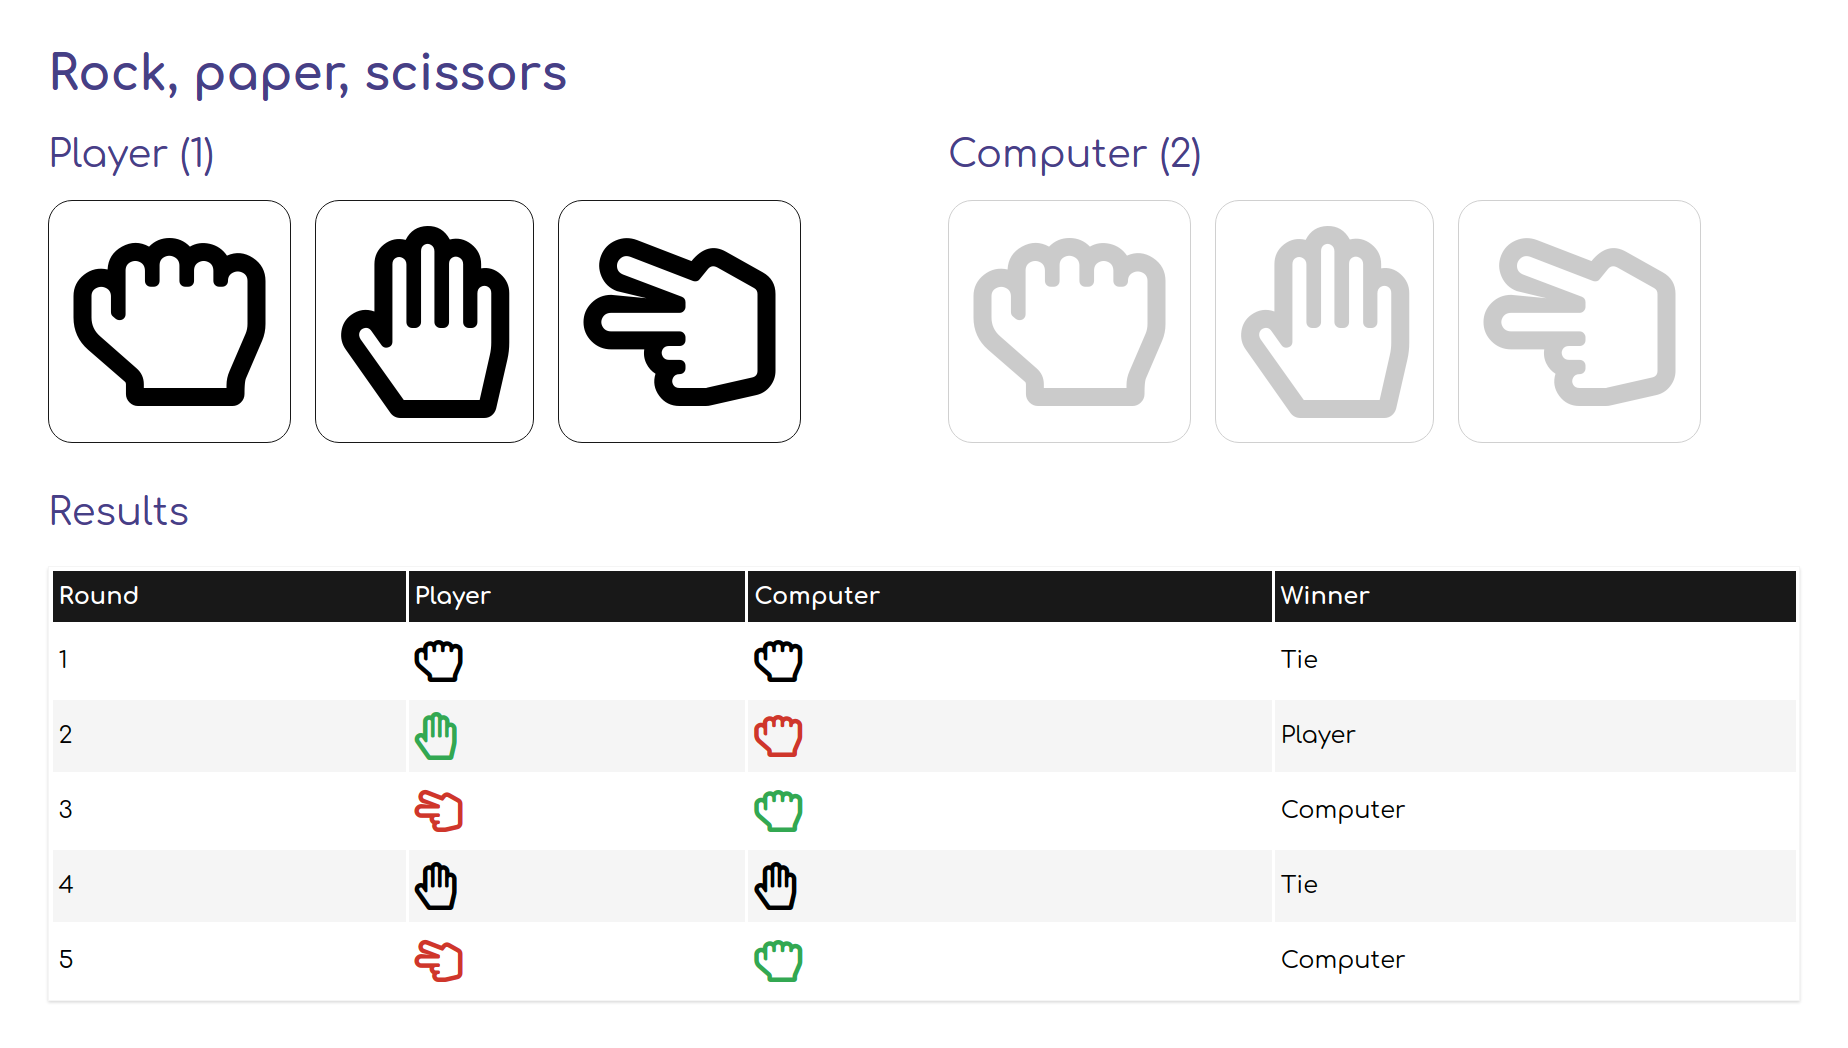 Rock, paper, scissors
Player (1)
Computer (2)
Results
Round Player Computer Winner
1 Tie
2 Player
3 Computer
4 Tie
5 Computer